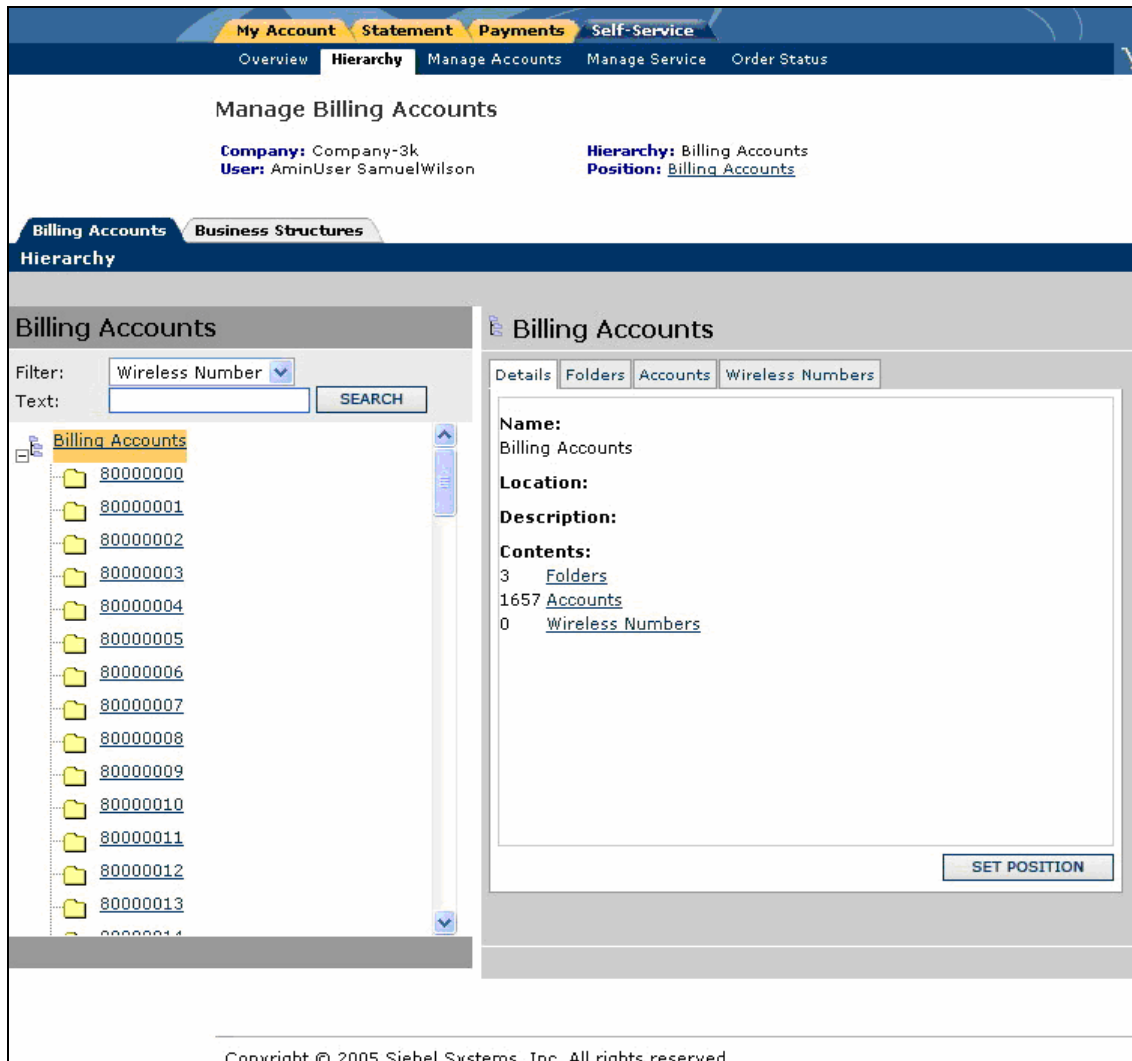 My Account Statement Payments Self-Service
Overview Hierarchy Manage Accounts Manage Service Order Status
Manage Billing Accounts
Company: Company-3k Hierarchy: Billing Accounts
User: AminUser SamuelWilson Position: Billing Accounts
Billing Accounts Business Structures
Hierarchy
Billing Accounts
Filter: Wireless Number
Text: SEARCH
Billing Accounts
80000000
80000001
80000002
80000003
80000004
80000005
80000006
80000007
80000008
80000009
80000010
80000011
80000012
80000013
Billing Accounts
Details Folders Accounts Wireless Numbers
Name:
Billing Accounts
Location:
Description:
Contents:
3 Folders
1657 Accounts
0 Wireless Numbers
SET POSITION
Copyright © 2005 Siebel Systems, Inc. All rights reserved